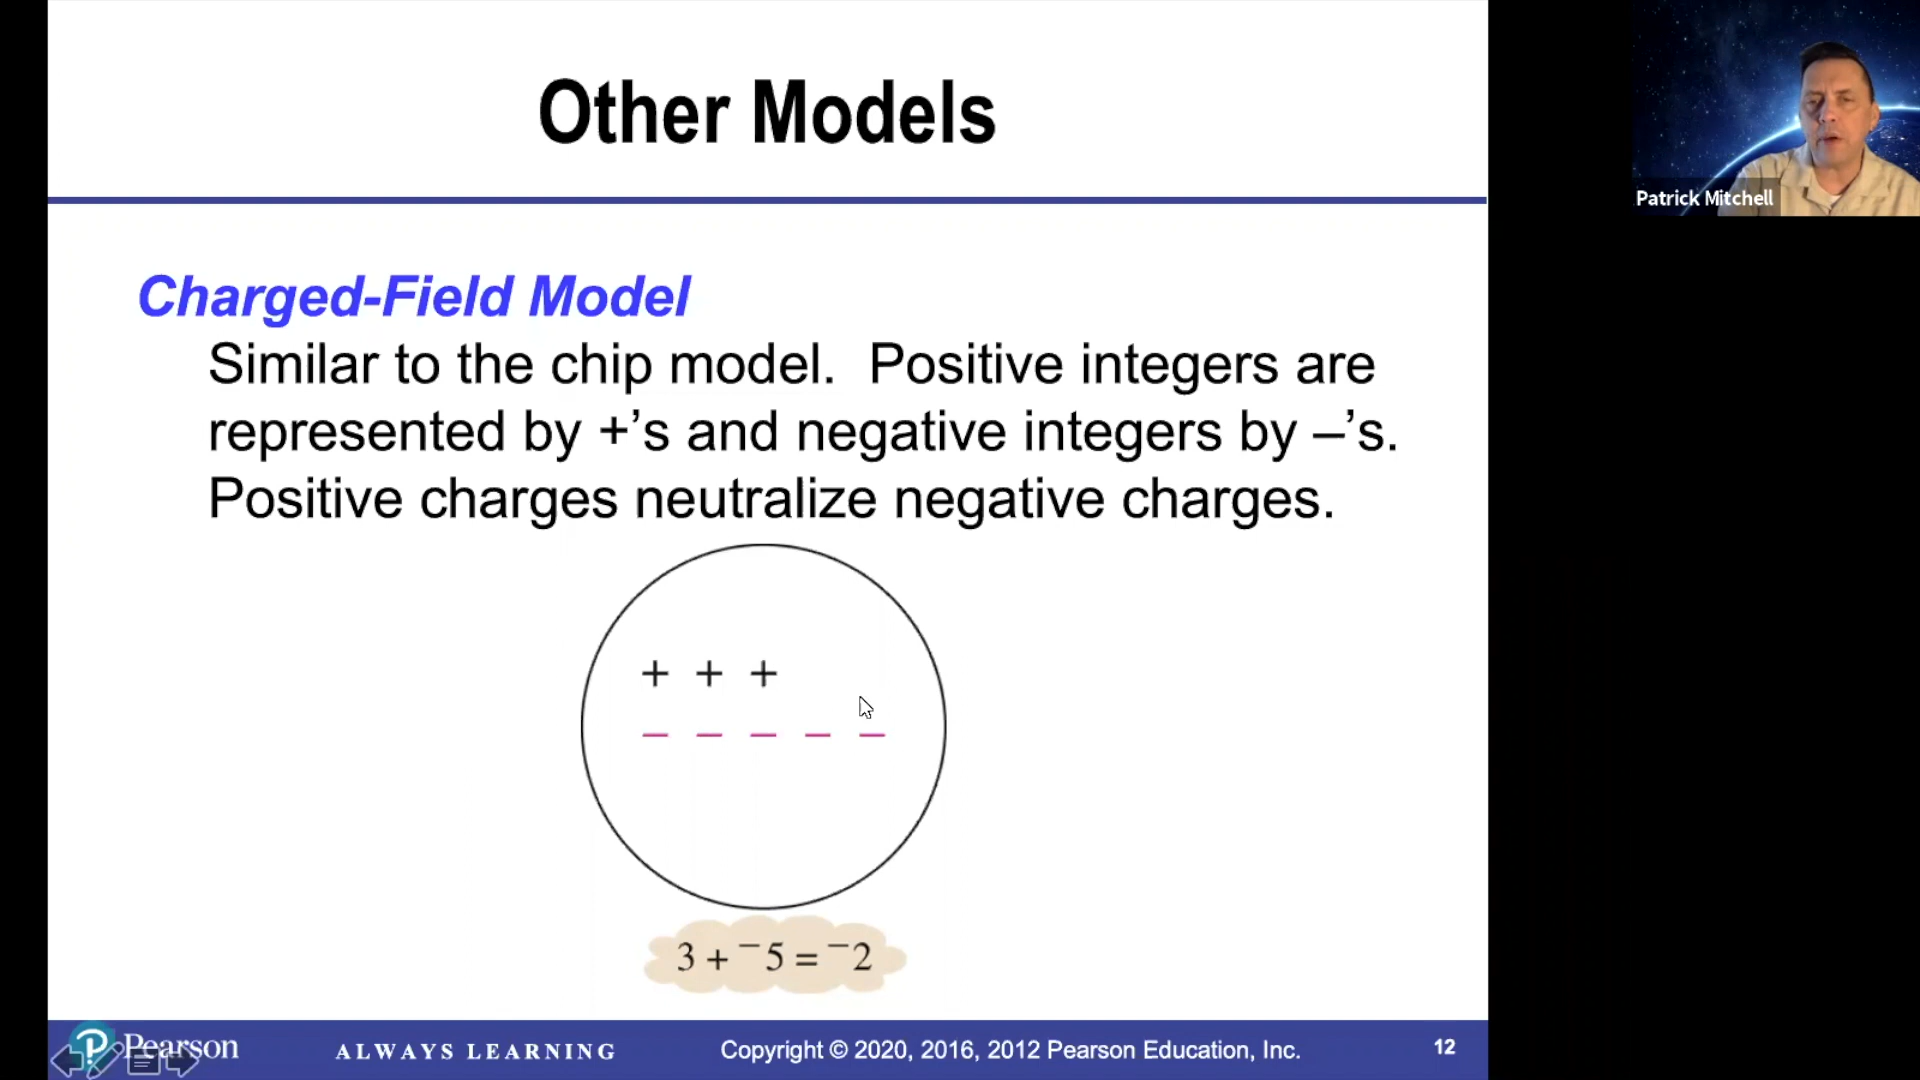 Other Models
Patrick Mitchell
Charged-Field Model
Similar to the chip model.  Positive integers are
represented by +’s and negative integers by –’s.
Positive charges neutralize negative charges.
+ + +
– – – – –
3 + ⁻5 = ⁻2
Pearson
ALWAYS LEARNING
Copyright © 2020, 2016, 2012 Pearson Education, Inc.
12